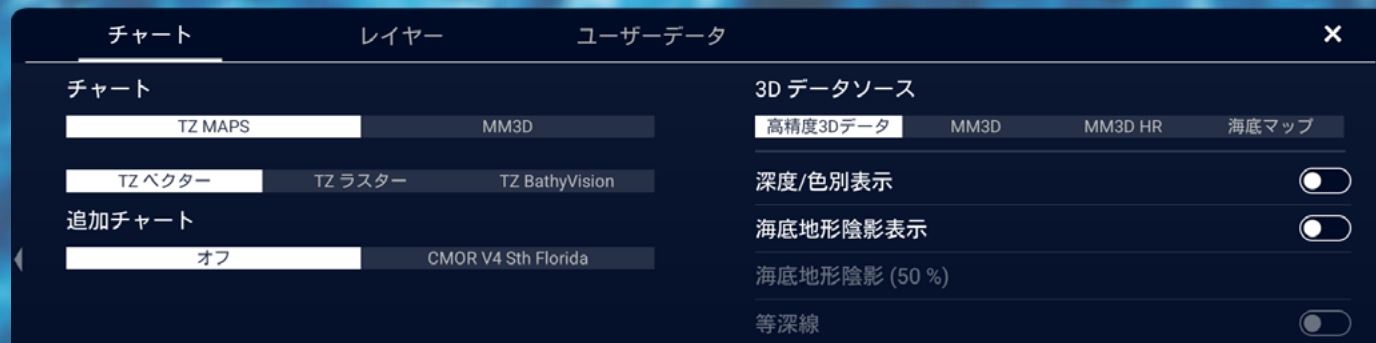 チャート レイヤー ユーザーデータ ×
チャート
TZ MAPS MM3D
TZ ベクター TZ ラスター TZ BathyVision
追加チャート
オフ CMOR V4 Sth Florida
3D データソース
高精度3Dデータ MM3D MM3D HR 海底マップ
深度/色別表示
海底地形陰影表示
海底地形陰影 (50 %)
等深線